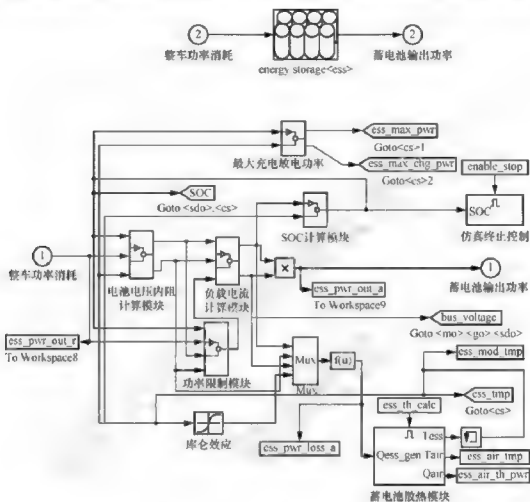 2
整车功率消耗
energy storage<ess>
2
蓄电池输出功率
ess_max_pwr
Goto<cs>1
最大充电放电功率
ess_max_chg_pwr
Goto<cs>2
enable_stop
SOC
Goto <sdo>,<cs>
SOC计算模块
SOC
仿真终止控制
1
整车功率消耗
电池电压内阻
计算模块
负载电流
计算模块
×
1
蓄电池输出功率
ess_pwr_out_a
To Workspace9
bus_voltage
Goto <mo> <go> <sdo>
ess_pwr_out_r
To Workspace8
功率限制模块
Mux
Mux
f(u)
ess_mod_tmp
ess_tmp
Goto<cs>
库仑效应
ess_pwr_loss_a
ess_th_calc
Tess
Qess_gen Tair
Qair
ess_air_tmp
ess_air_th_pwr
蓄电池散热模块